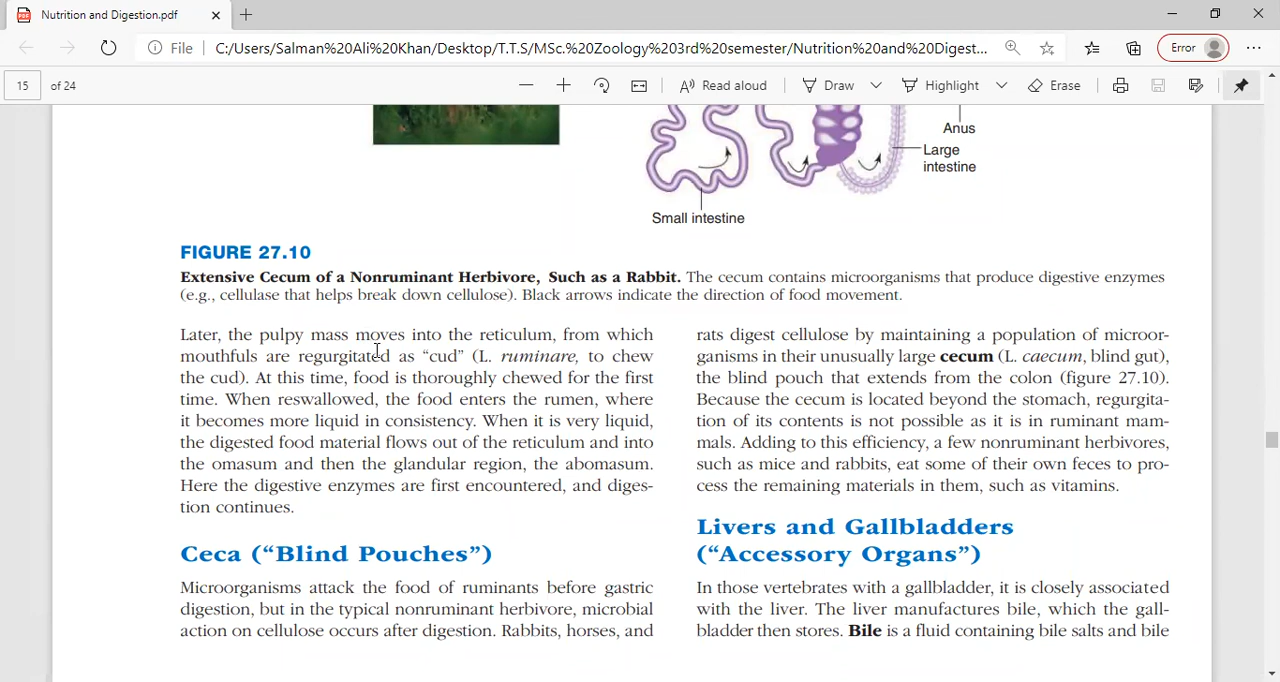 Nutrition and Digestion.pdf
File
C:/Users/Salman%20Ali%20Khan/Desktop/T.T.S/MSc.%20Zoology%203rd%20semester/Nutrition%20and%20Digest...
Error
15 of 24
Read aloud
Draw
Highlight
Erase
Anus
Large
intestine
Small intestine
FIGURE 27.10
Extensive Cecum of a Nonruminant Herbivore, Such as a Rabbit. The cecum contains microorganisms that produce digestive enzymes
(e.g., cellulase that helps break down cellulose). Black arrows indicate the direction of food movement.
Later, the pulpy mass moves into the reticulum, from which
mouthfuls are regurgitated as “cud” (L. ruminare, to chew
the cud). At this time, food is thoroughly chewed for the first
time. When reswallowed, the food enters the rumen, where
it becomes more liquid in consistency. When it is very liquid,
the digested food material flows out of the reticulum and into
the omasum and then the glandular region, the abomasum.
Here the digestive enzymes are first encountered, and diges-
tion continues.
Ceca (“Blind Pouches”)
Microorganisms attack the food of ruminants before gastric
digestion, but in the typical nonruminant herbivore, microbial
action on cellulose occurs after digestion. Rabbits, horses, and
rats digest cellulose by maintaining a population of microor-
ganisms in their unusually large cecum (L. caecum, blind gut),
the blind pouch that extends from the colon (figure 27.10).
Because the cecum is located beyond the stomach, regurgita-
tion of its contents is not possible as it is in ruminant mam-
mals. Adding to this efficiency, a few nonruminant herbivores,
such as mice and rabbits, eat some of their own feces to pro-
cess the remaining materials in them, such as vitamins.
Livers and Gallbladders
(“Accessory Organs”)
In those vertebrates with a gallbladder, it is closely associated
with the liver. The liver manufactures bile, which the gall-
bladder then stores. Bile is a fluid containing bile salts and bile